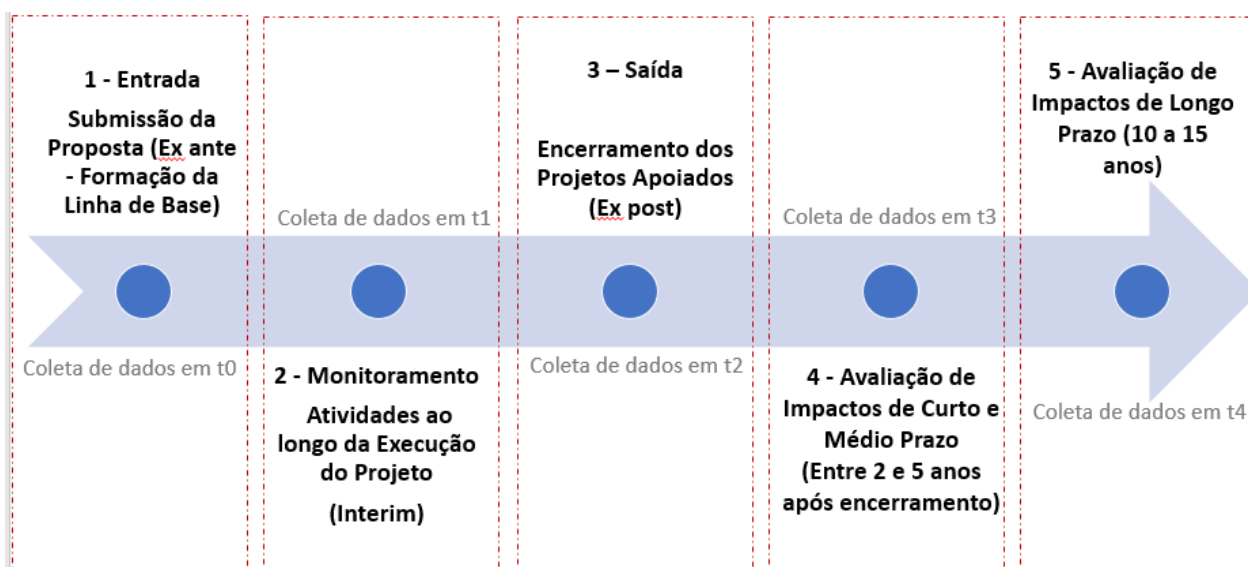 1 - Entrada
Submissão da
Proposta (Ex ante
- Formação da
Linha de Base)
Coleta de dados em t0
Coleta de dados em t1
2 - Monitoramento
Atividades ao
longo da Execução
do Projeto
(Interim)
3 – Saída
Encerramento dos
Projetos Apoiados
(Ex post)
Coleta de dados em t2
Coleta de dados em t3
4 - Avaliação de
Impactos de Curto e
Médio Prazo
(Entre 2 e 5 anos
após encerramento)
5 - Avaliação de
Impactos de Longo
Prazo (10 a 15
anos)
Coleta de dados em t4